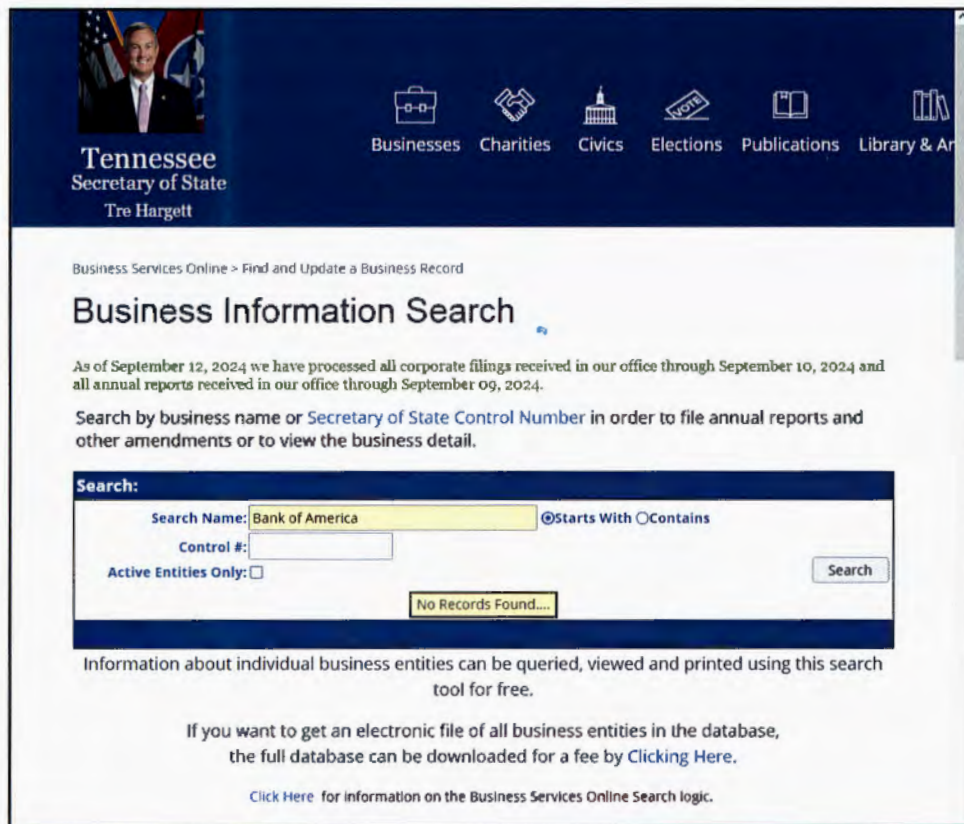 Tennessee
Secretary of State
Tre Hargett
Businesses Charities Civics Elections Publications Library & Ar
VOTE
Business Services Online > Find and Update a Business Record
Business Information Search
As of September 12, 2024 we have processed all corporate filings received in our office through September 10, 2024 and
all annual reports received in our office through September 09, 2024.
Search by business name or Secretary of State Control Number in order to file annual reports and
other amendments or to view the business detail.
Search:
Search Name: Bank of America Starts With Contains
Control #:
Active Entities Only:
Search
No Records Found....
Information about individual business entities can be queried, viewed and printed using this search
tool for free.
If you want to get an electronic file of all business entities in the database,
the full database can be downloaded for a fee by Clicking Here.
Click Here for information on the Business Services Online Search logic.